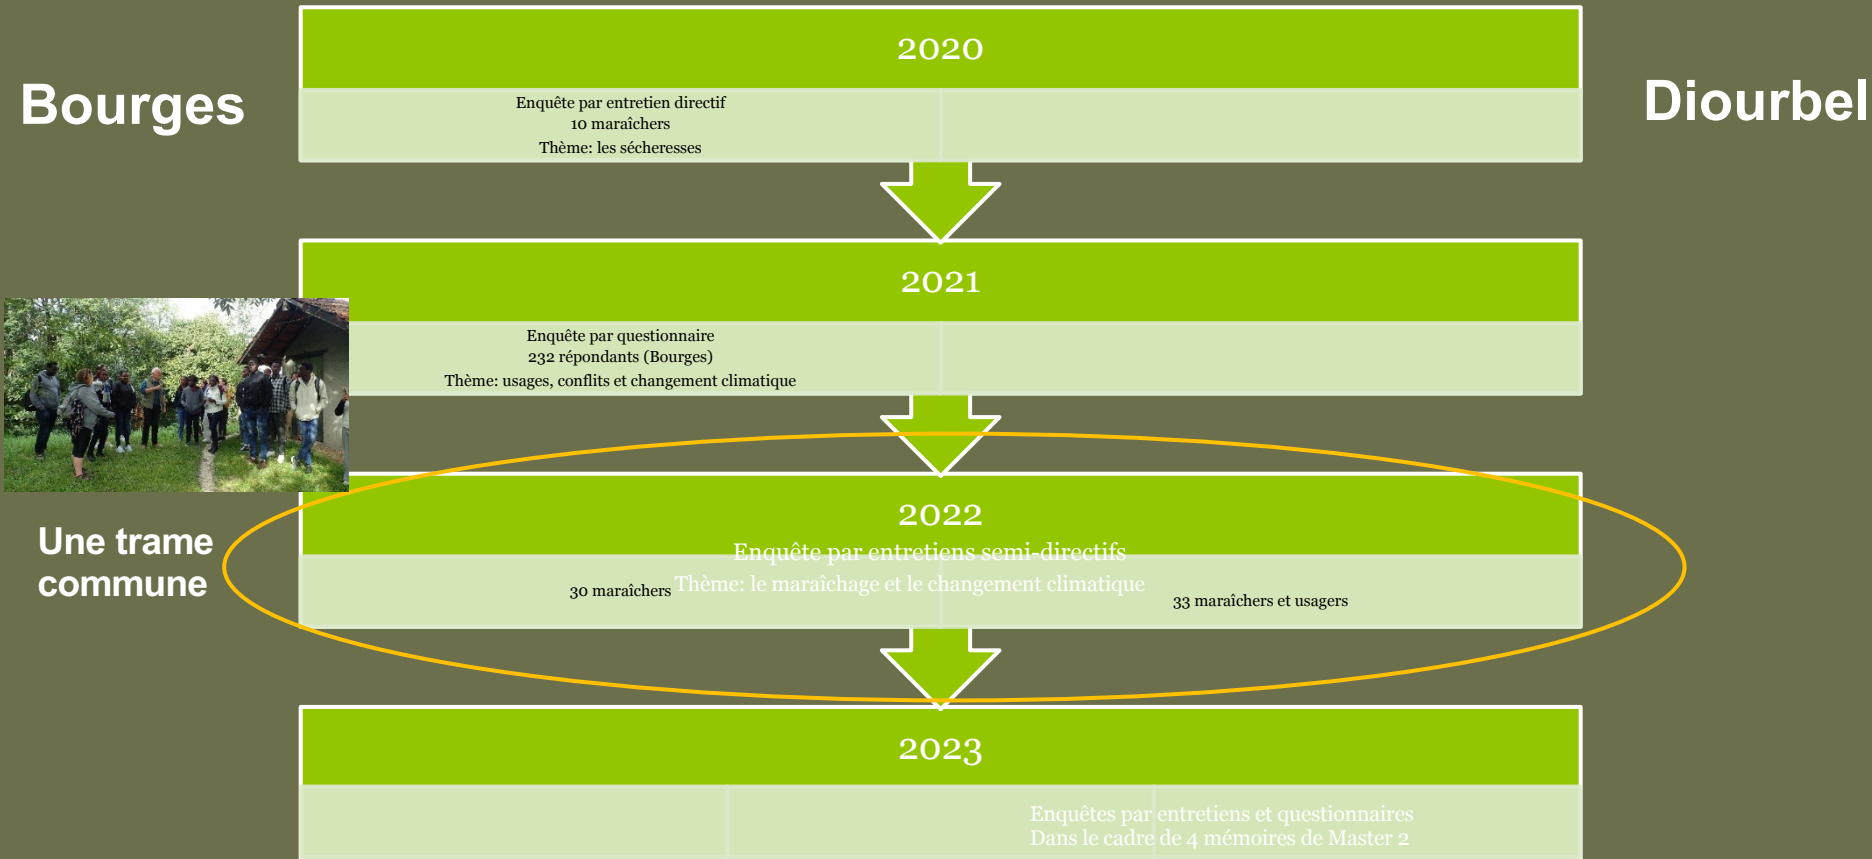 2020
Bourges
Diourbel
Enquête par entretien directif
10 maraîchers
Thème: les sécheresses
2021
Enquête par questionnaire
232 répondants (Bourges)
Thème: usages, conflits et changement climatique
2022
Une trame
commune
Enquête par entretiens semi-directifs
Thème: le maraîchage et le changement climatique
30 maraîchers
33 maraîchers et usagers
2023
Enquêtes par entretiens et questionnaires
Dans le cadre de 4 mémoires de Master 2